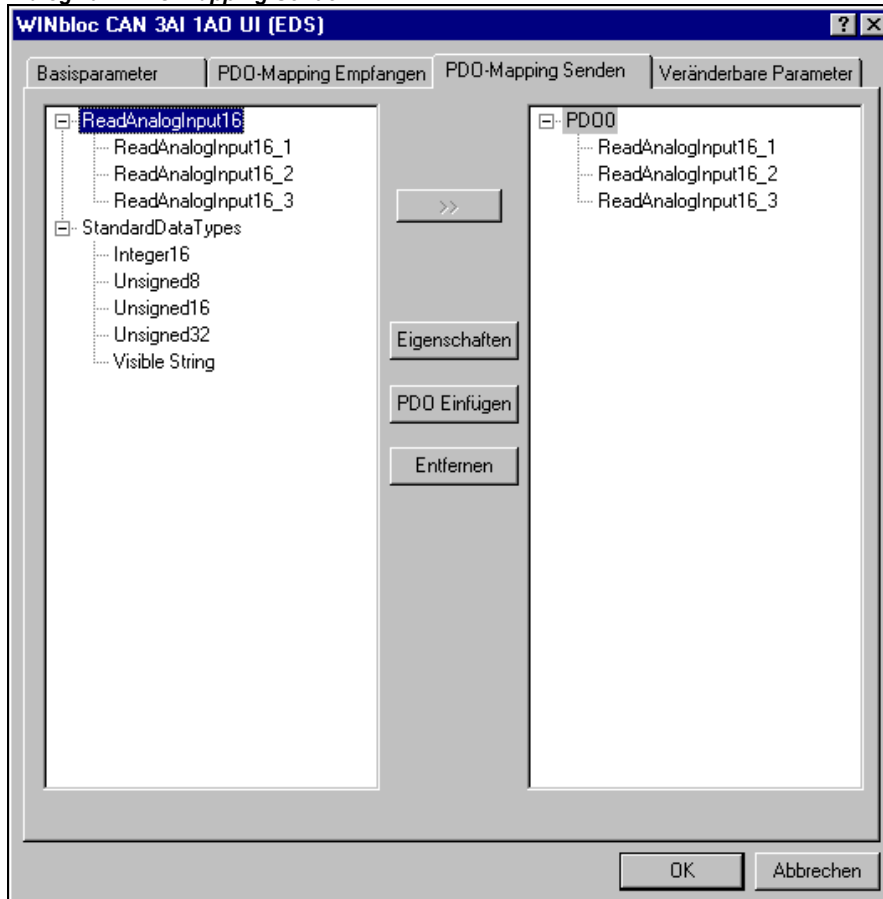 WINbloc CAN 3AI 1AO UI (EDS)
Basisparameter PDO-Mapping Empfangen PDO-Mapping Senden Veränderbare Parameter
ReadAnalogInput16
ReadAnalogInput16_1
ReadAnalogInput16_2
ReadAnalogInput16_3
StandardDataTypes
Integer16
Unsigned8
Unsigned16
Unsigned32
Visible String
>>
Eigenschaften
PDO Einfügen
Entfernen
PDO0
ReadAnalogInput16_1
ReadAnalogInput16_2
ReadAnalogInput16_3
OK Abbrechen